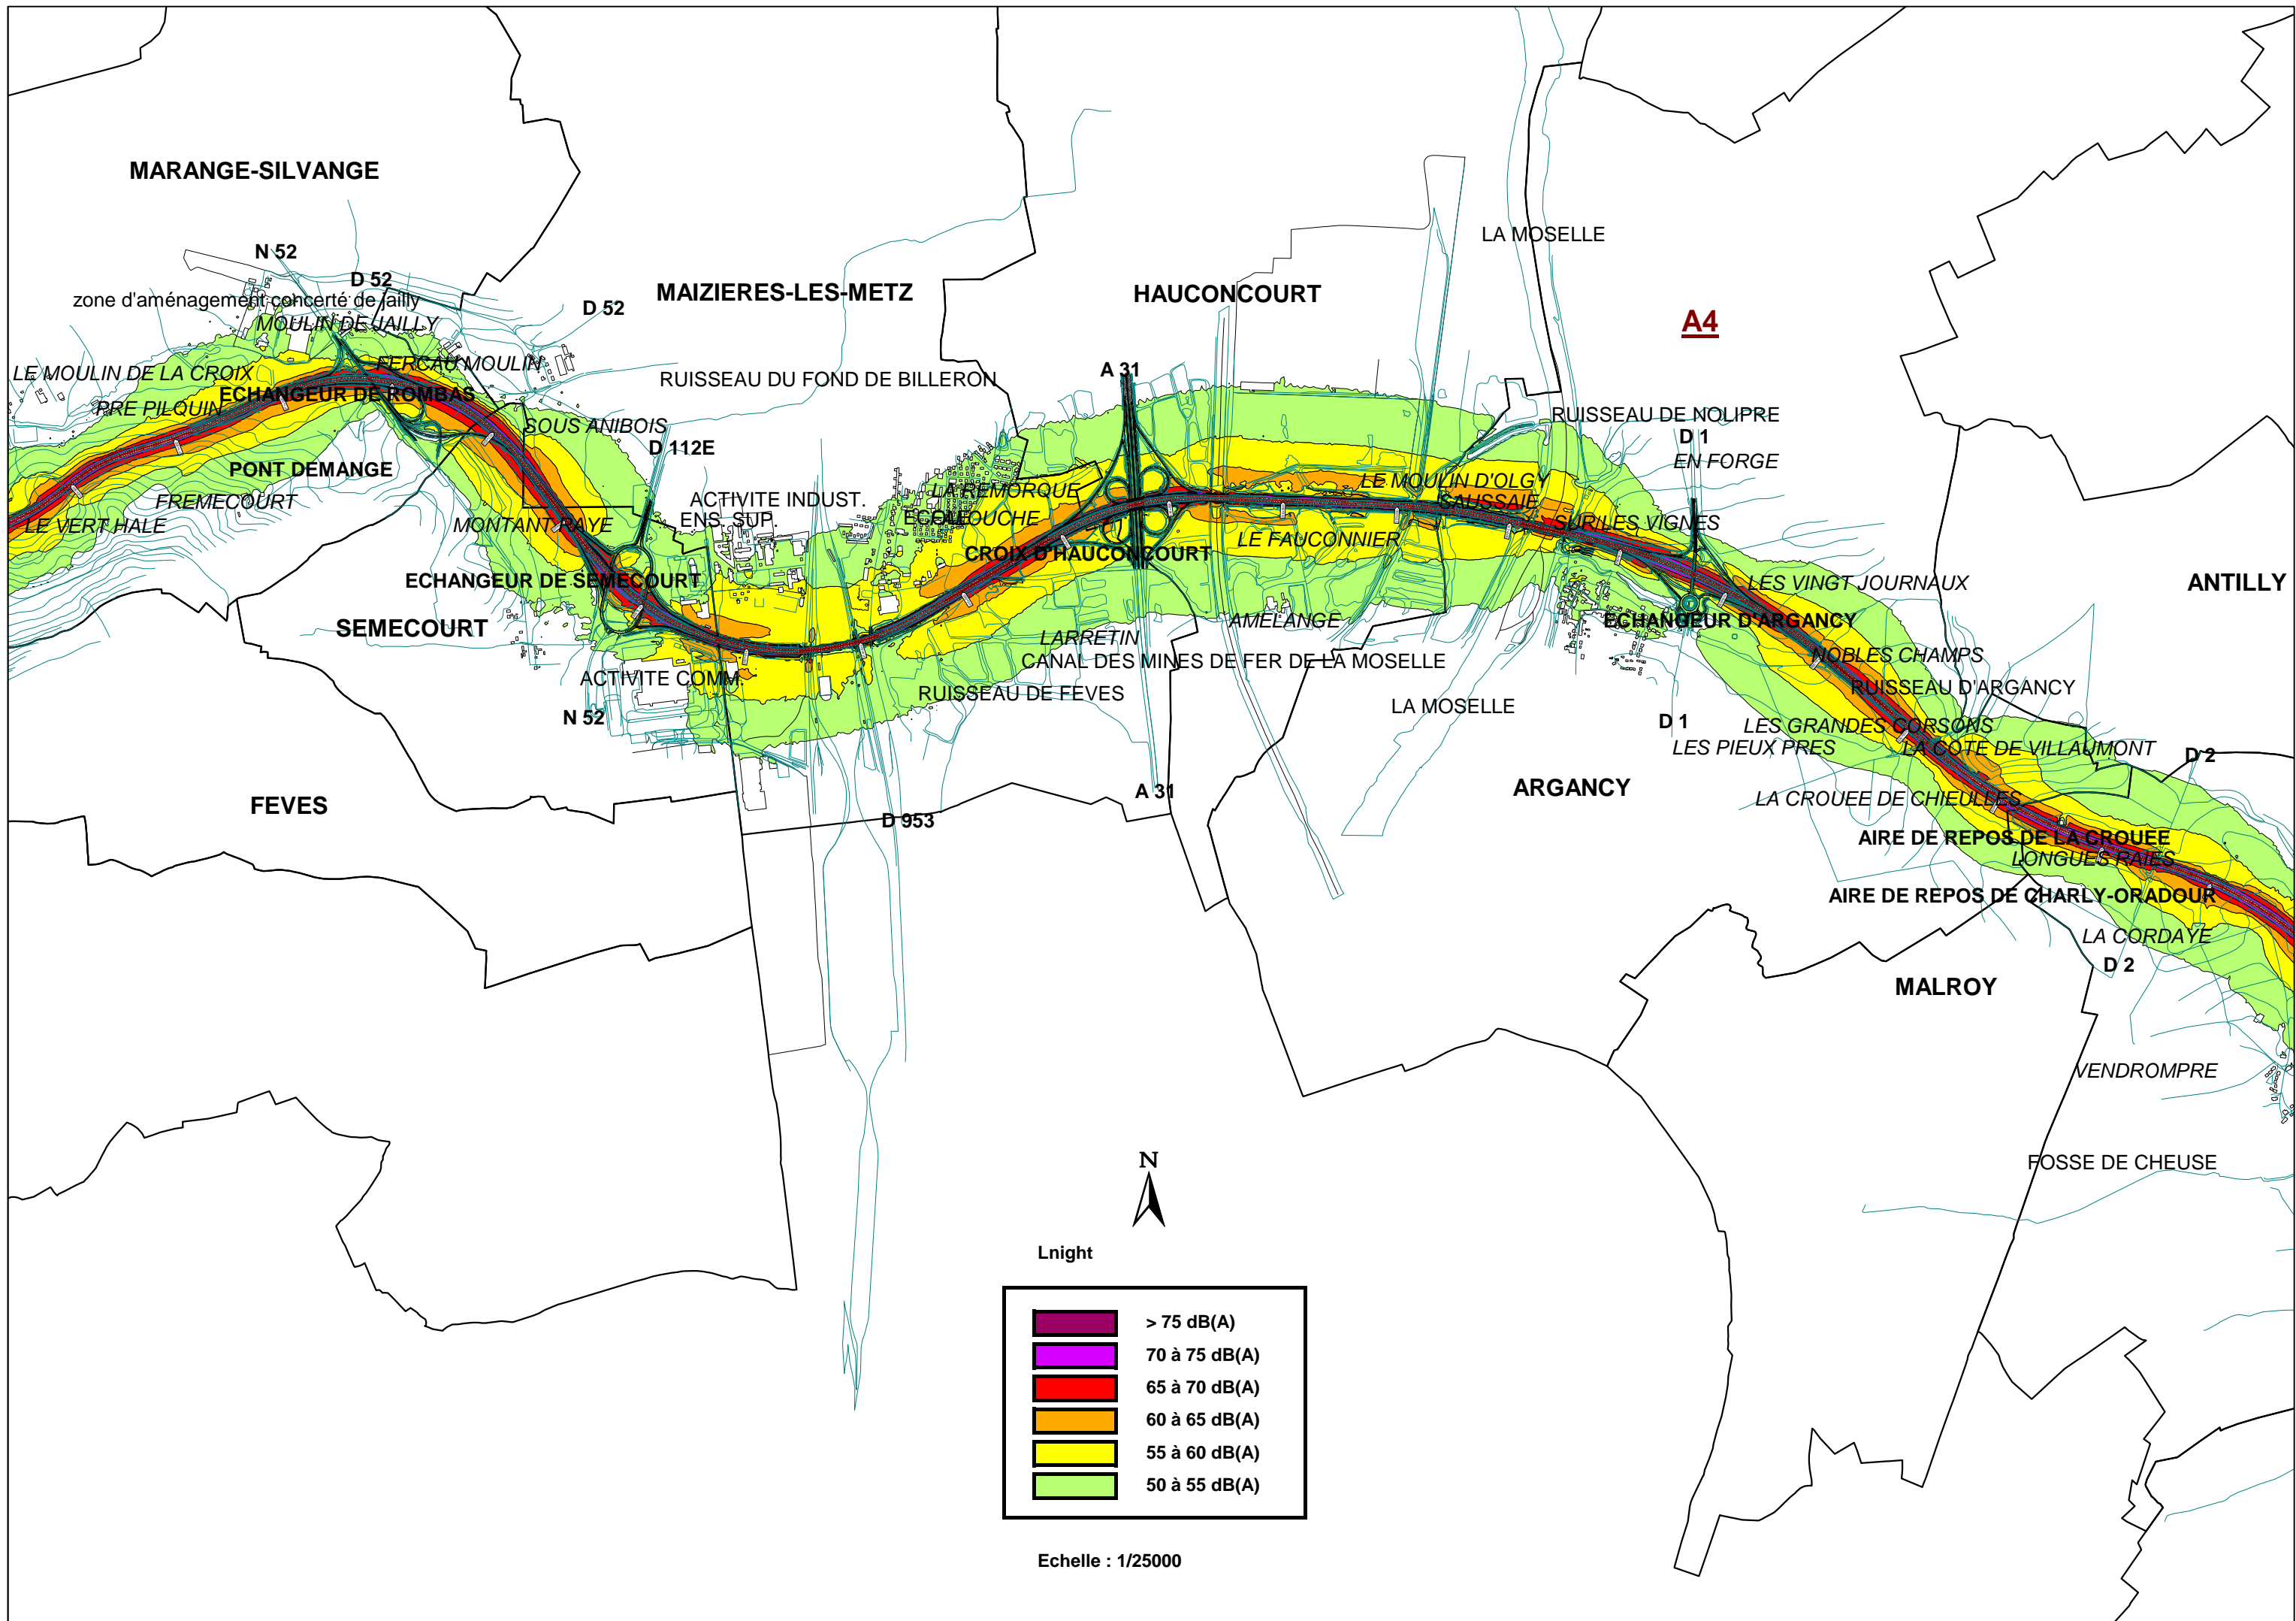 MARANGE-SILVANGE
LA MOSELLE
N 52
D 52
MAIZIERES-LES-METZ
HAUCONCOURT
zone d'aménagement concerté de jailly
D 52
A4
MOULIN DE JAILLY
LE MOULIN DE LA CROIX
FERCAU MOULIN
RUISSEAU DU FOND DE BILLERON
A 31
ECHANGEUR DE ROMBAS
PRE PILQUIN
RUISSEAU DE NOLIPRE
SOUS ANIBOIS
D 1
D 112E
EN FORGE
PONT DEMANGE
LE MOULIN D'OLGY
FREMECOURT
ACTIVITE INDUST.
LA REMORQUE
SAUSSAIE
LE VERT HALE
MONTANT RAYE
ENS. SUP.
ECOLE
OUCHE
SUR LES VIGNES
LE FAUCONNIER
CROIX D'HAUCONCOURT
ECHANGEUR DE SEMECOURT
LES VINGT JOURNAUX
ANTILLY
SEMECOURT
AMELANGE
ECHANGEUR D'ARGANCY
LARRETIN
NOBLES CHAMPS
CANAL DES MINES DE FER DE LA MOSELLE
ACTIVITE COMM.
RUISSEAU DE FEVES
RUISSEAU D'ARGANCY
LA MOSELLE
N 52
D 1
LES GRANDES CORSONS
LES PIEUX PRES
LA COTE DE VILLAUMONT
D 2
FEVES
A 31
ARGANCY
LA CROUEE DE CHIEULLES
D 953
AIRE DE REPOS DE LA CROUEE
LONGUES RAIES
AIRE DE REPOS DE CHARLY-ORADOUR
LA CORDAYE
D 2
MALROY
VENDROMPRE
N
FOSSE DE CHEUSE
Lnight
> 75 dB(A)
70 à 75 dB(A)
65 à 70 dB(A)
60 à 65 dB(A)
55 à 60 dB(A)
50 à 55 dB(A)
Echelle : 1/25000